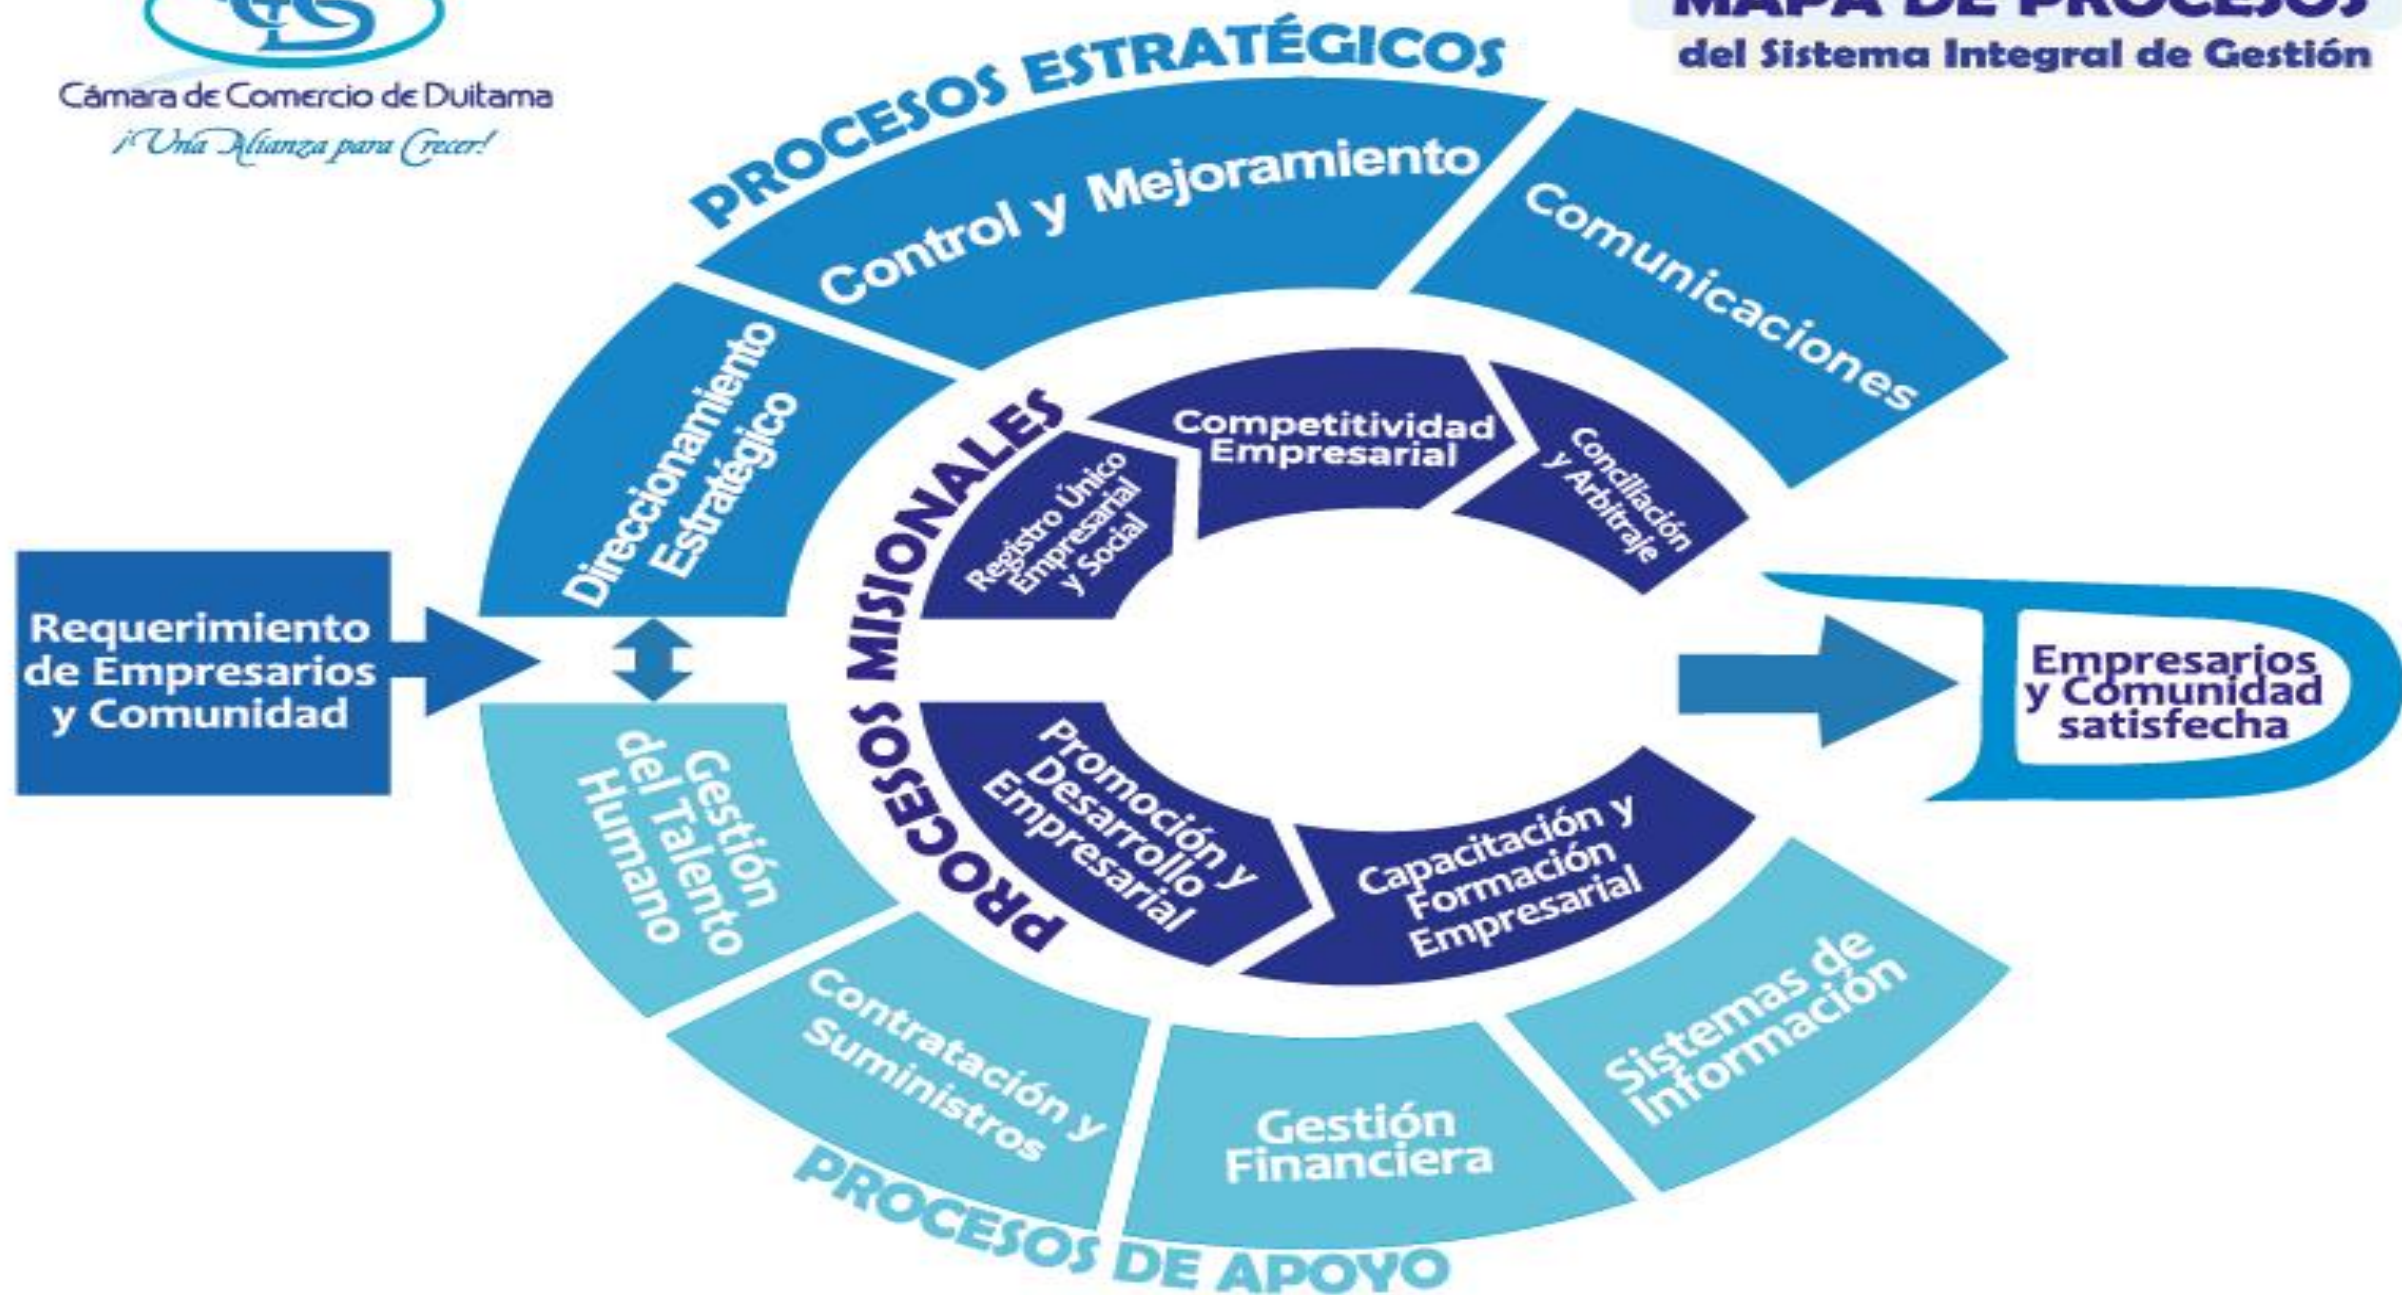 MAPA DE PROCESOS
del Sistema Integral de Gestión
Cámara de Comercio de Duitama
¡Una Alianza para Crecer!
PROCESOS ESTRATÉGICOS
Direccionamiento
Estratégico
Control y Mejoramiento
Comunicaciones
PROCESOS MISIONALES
Registro Único
Empresarial
y Social
Competitividad
Empresarial
Conciliación
y Arbitraje
Promoción y
Desarrollo
Empresarial
Capacitación y
Formación
Empresarial
Requerimiento
de Empresarios
y Comunidad
Empresarios
y Comunidad
satisfecha
Gestión
del Talento
Humano
Contratación y
Suministros
Gestión
Financiera
Sistemas de
Información
PROCESOS DE APOYO